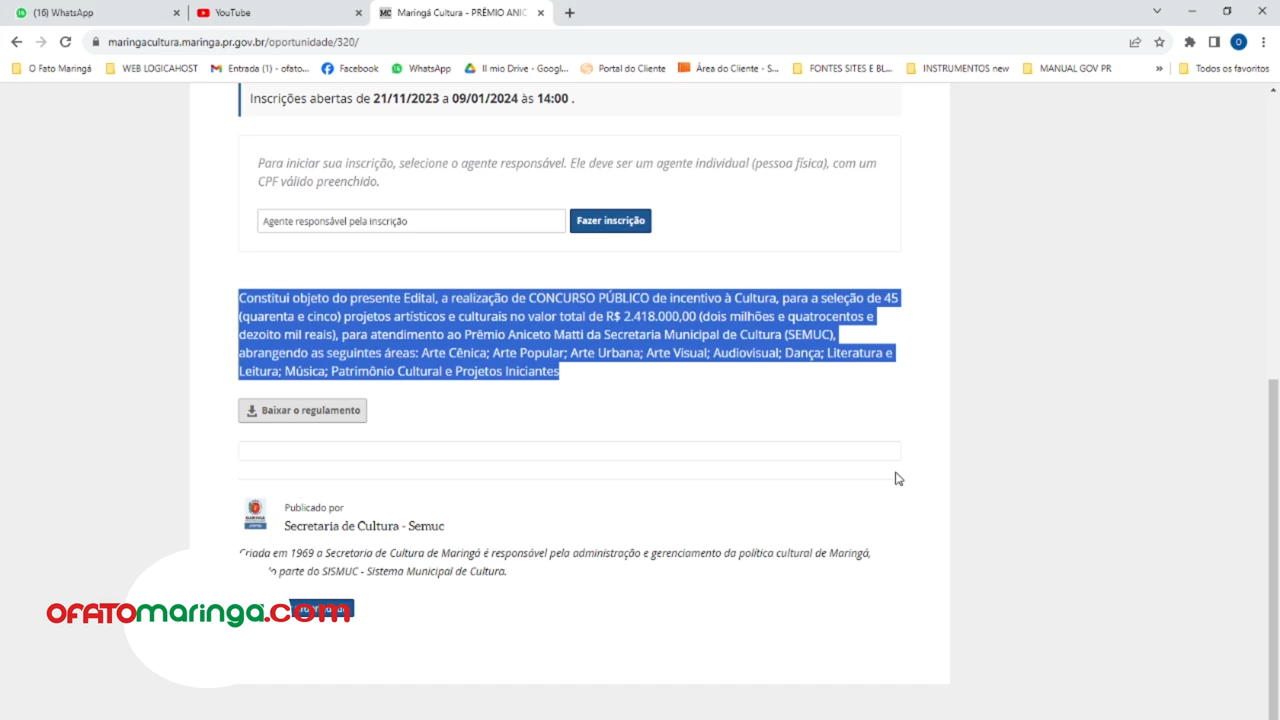 (16) WhatsApp
YouTube
Maringá Cultura - PRÊMIO ANIC
maringacultura.maringa.pr.gov.br/oportunidade/320/
O Fato Maringá
WEB LOGICAHOST
Entrada (1) - ofato...
Facebook
WhatsApp
Il mio Drive - Googl...
Portal do Cliente
Área do Cliente - S...
FONTES SITES E BL...
INSTRUMENTOS new
MANUAL GOV PR
»
Todos os favoritos
Inscrições abertas de 21/11/2023 a 09/01/2024 às 14:00 .
Para iniciar sua inscrição, selecione o agente responsável. Ele deve ser um agente individual (pessoa física), com um
CPF válido preenchido.
Agente responsável pela inscrição
Fazer inscrição
Constitui objeto do presente Edital, a realização de CONCURSO PÚBLICO de incentivo à Cultura, para a seleção de 45
(quarenta e cinco) projetos artísticos e culturais no valor total de R$ 2.418.000,00 (dois milhões e quatrocentos e
dezoito mil reais), para atendimento ao Prêmio Aniceto Matti da Secretaria Municipal de Cultura (SEMUC),
abrangendo as seguintes áreas: Arte Cênica; Arte Popular; Arte Urbana; Arte Visual; Audiovisual; Dança; Literatura e
Leitura; Música; Patrimônio Cultural e Projetos Iniciantes
Baixar o regulamento
Publicado por
Secretaria de Cultura - Semuc
Criada em 1969 a Secretaria de Cultura de Maringá é responsável pela administração e gerenciamento da política cultural de Maringá,
parte do SISMUC - Sistema Municipal de Cultura.
OFATOmaringa.com